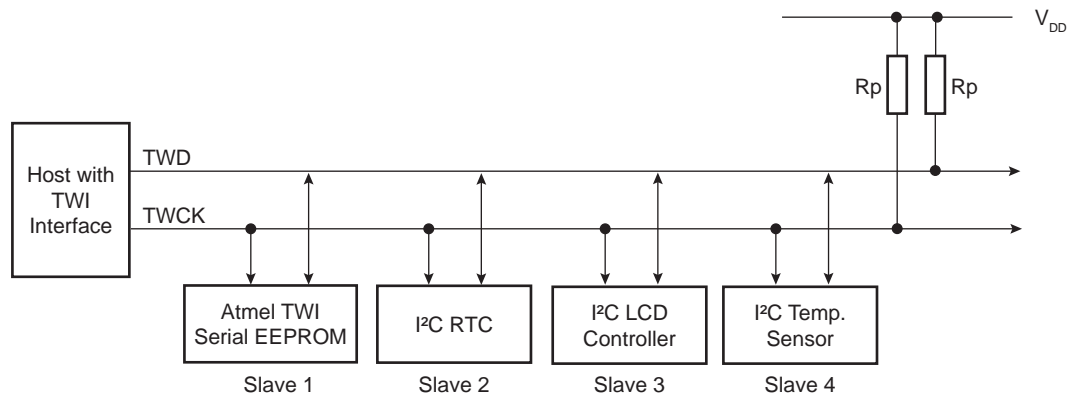 V_DD
Rp
Rp
Host with
TWI
Interface
TWD
TWCK
Atmel TWI
Serial EEPROM
I²C RTC
I²C LCD
Controller
I²C Temp.
Sensor
Slave 1
Slave 2
Slave 3
Slave 4